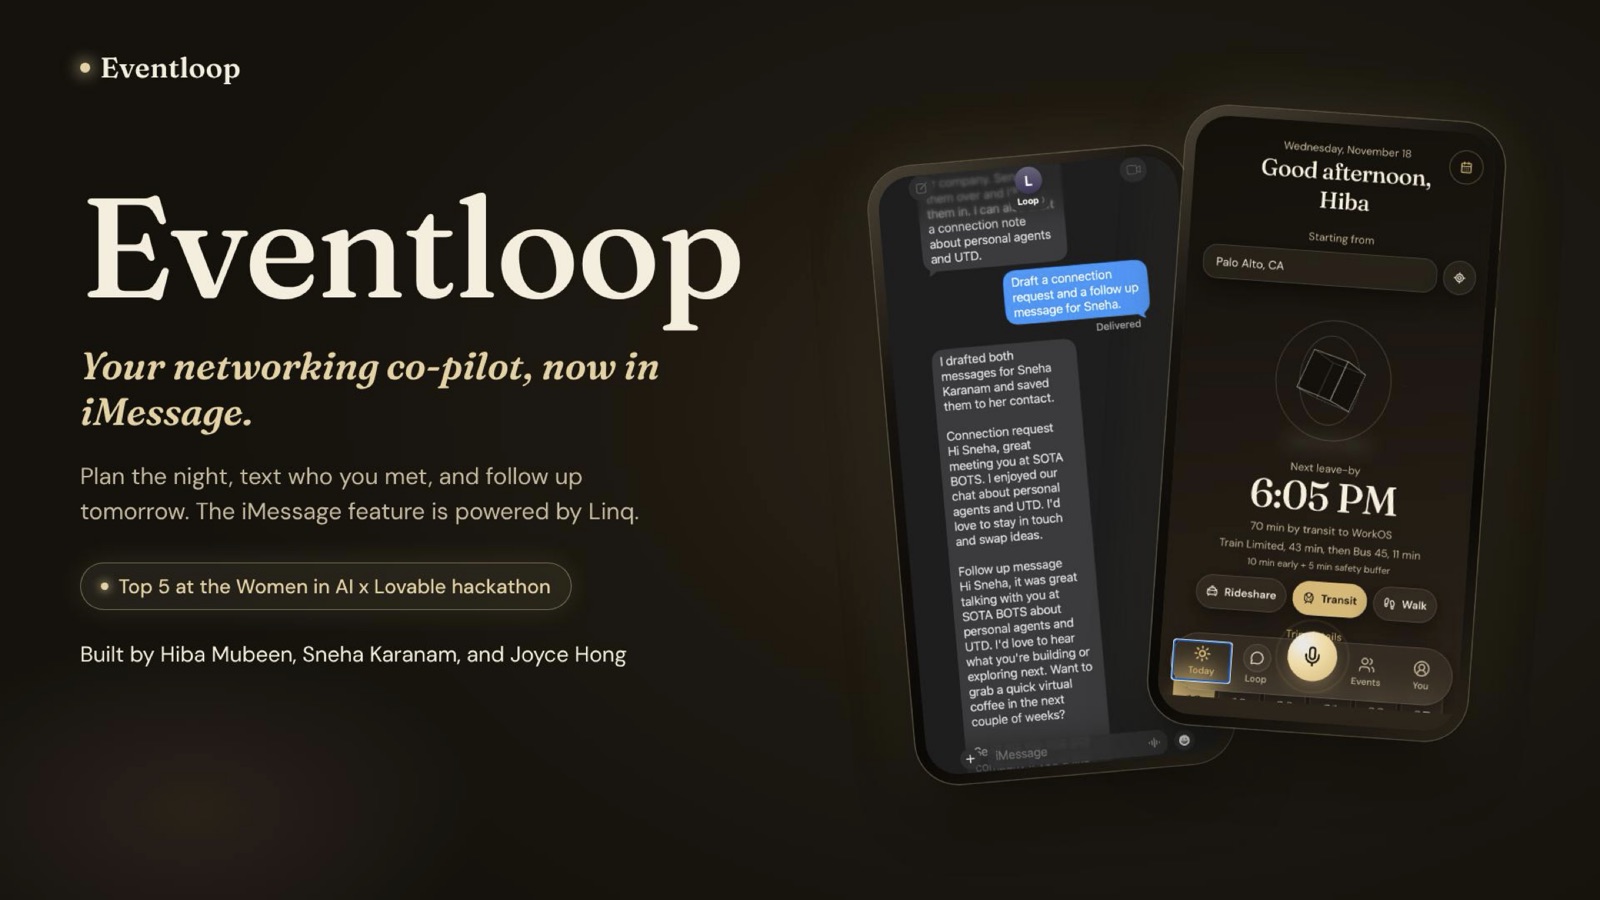 Eventloop
Eventloop
Your networking co-pilot, now in
iMessage.
Plan the night, text who you met, and follow up
tomorrow. The iMessage feature is powered by Linq.
Top 5 at the Women in AI x Lovable hackathon
Built by Hiba Mubeen, Sneha Karanam, and Joyce Hong
company.
them over and
them in. I can
L
Loop
a connection note
about personal agents
and UTD.
Draft a connection
request and a follow up
message for Sneha.
Delivered
I drafted both
messages for Sneha
Karanam and saved
them to her contact.
Connection request
Hi Sneha, great
meeting you at SOTA
BOTS. I enjoyed our
chat about personal
agents and UTD. I'd
love to stay in touch
and swap ideas.
Follow up message
Hi Sneha, it was great
talking with you at
SOTA BOTS about
personal agents and
UTD. I'd love to hear
what you're building or
exploring next. Want to
grab a quick virtual
coffee in the next
couple of weeks?
+ iMessage
Wednesday, November 18
Good afternoon,
Hiba
Starting from
Palo Alto, CA
Next leave-by
6:05 PM
70 min by transit to WorkOS
Train Limited, 43 min, then Bus 45, 11 min
10 min early + 5 min safety buffer
Rideshare
Transit
Walk
Today
Loop
Events
You